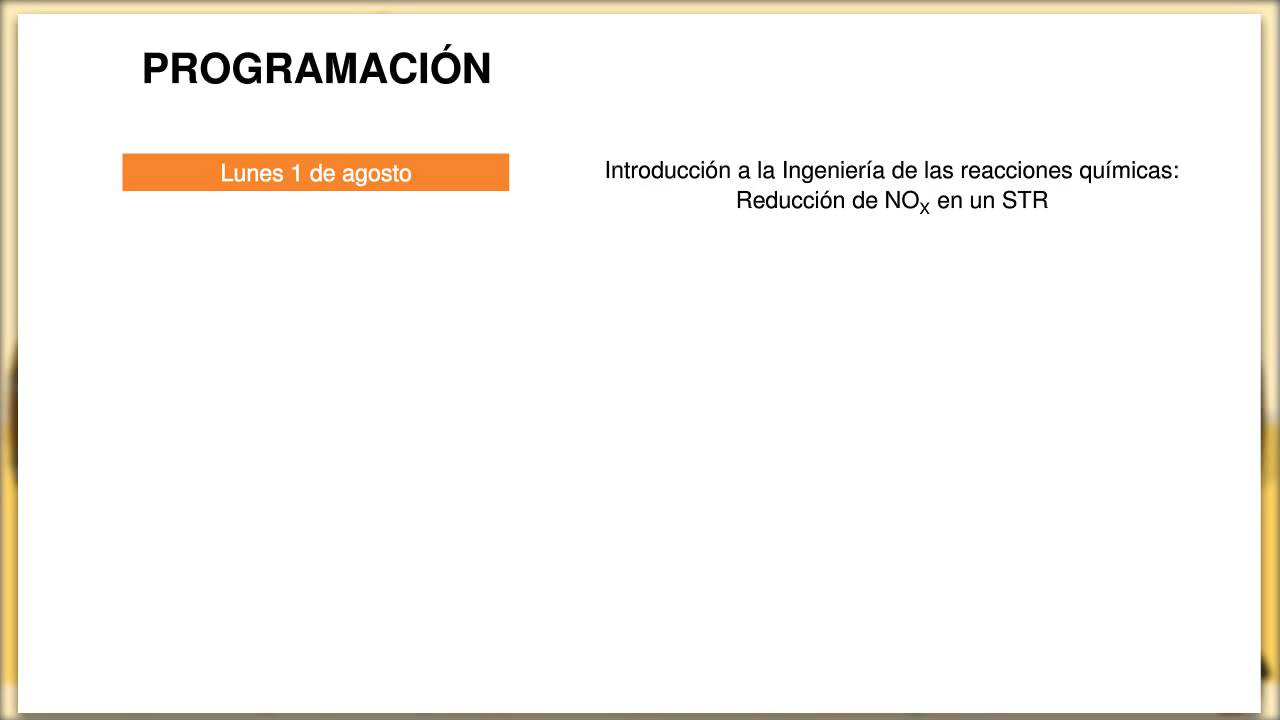 PROGRAMACIÓN
Lunes 1 de agosto
Introducción a la Ingeniería de las reacciones químicas:
Reducción de NOX en un STR